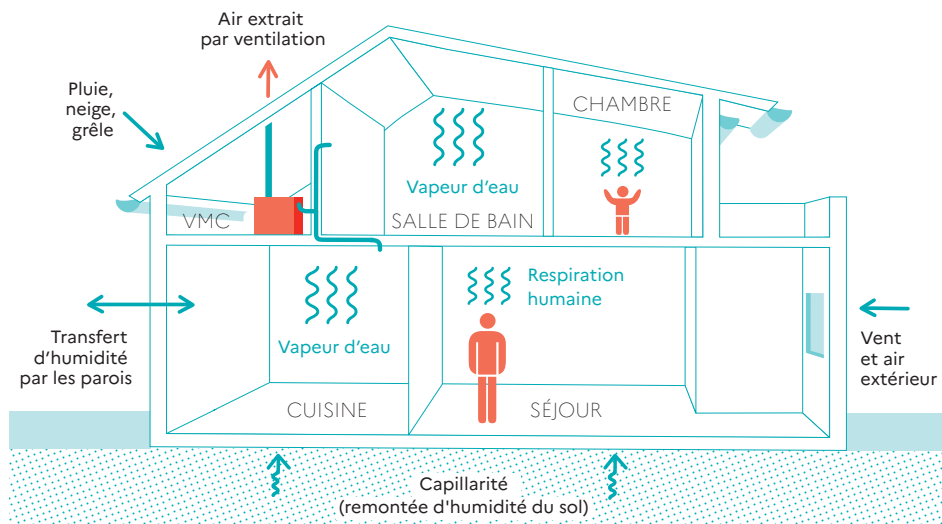 Air extrait
par ventilation
Pluie,
neige,
grêle
CHAMBRE
Vapeur d'eau
VMC
SALLE DE BAIN
Respiration
humaine
Transfert
d'humidité
par les parois
Vapeur d'eau
Vent
et air
extérieur
CUISINE
SÉJOUR
Capillarité
(remontée d'humidité du sol)